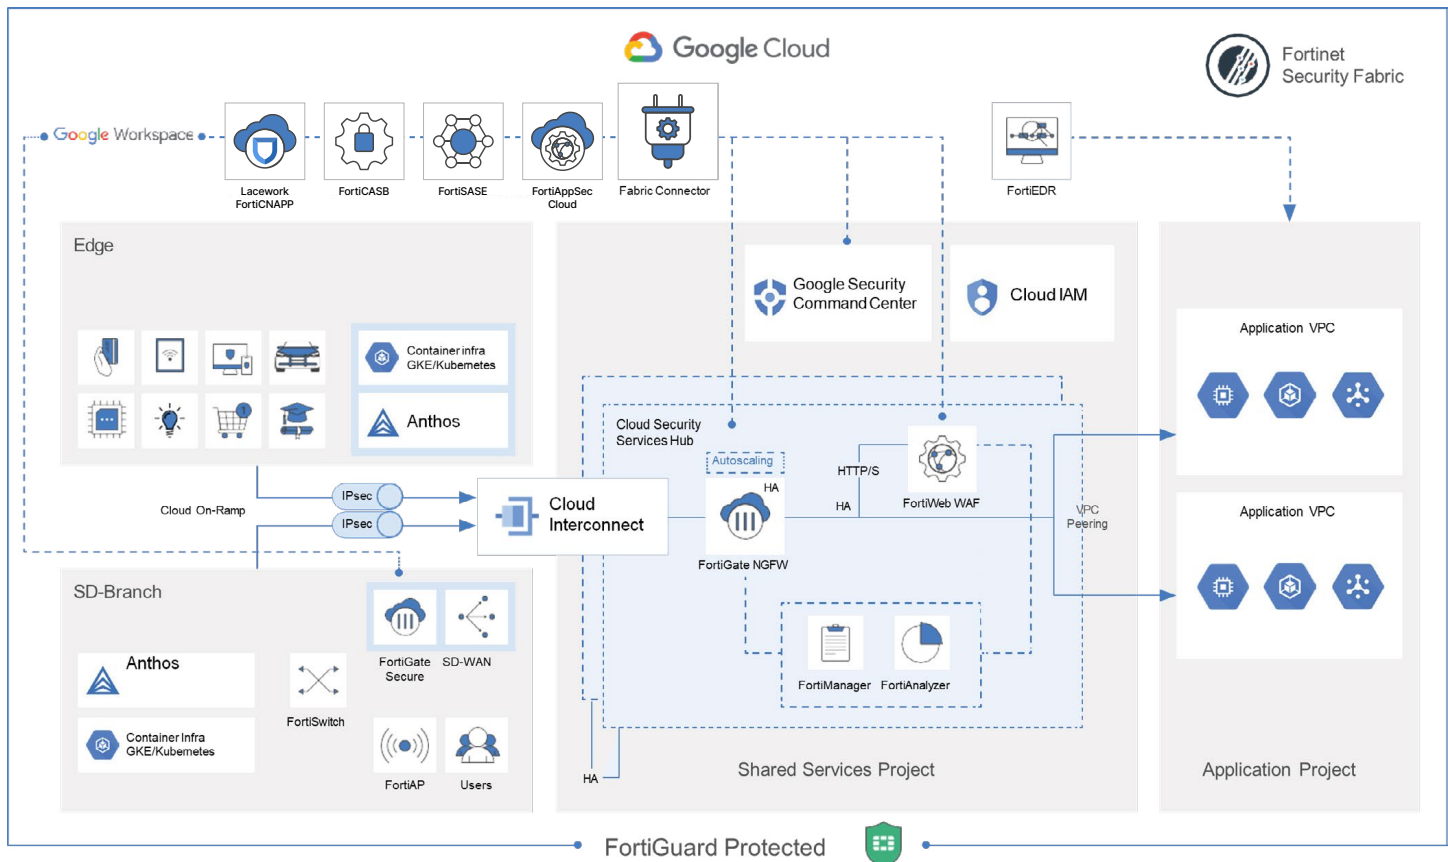 Google Cloud
Fortinet
Security Fabric
Google Workspace
Lacework
FortiCNAPP
FortiCASB
FortiSASE
FortiAppSec
Cloud
Fabric Connector
FortiEDR
Edge
Container infra
GKE/Kubernetes
Anthos
1
Cloud On-Ramp
IPsec
IPsec
Cloud
Interconnect
SD-Branch
Anthos
Container Infra
GKE/Kubernetes
FortiSwitch
FortiGate
Secure
SD-WAN
FortiAP
Users
Google Security
Command Center
Cloud IAM
Cloud Security
Services Hub
Autoscaling
HA
FortiGate NGFW
HTTP/S
HA
FortiWeb WAF
VPC
Peering
FortiManager
FortiAnalyzer
HA
Shared Services Project
Application VPC
Application VPC
Application Project
FortiGuard Protected